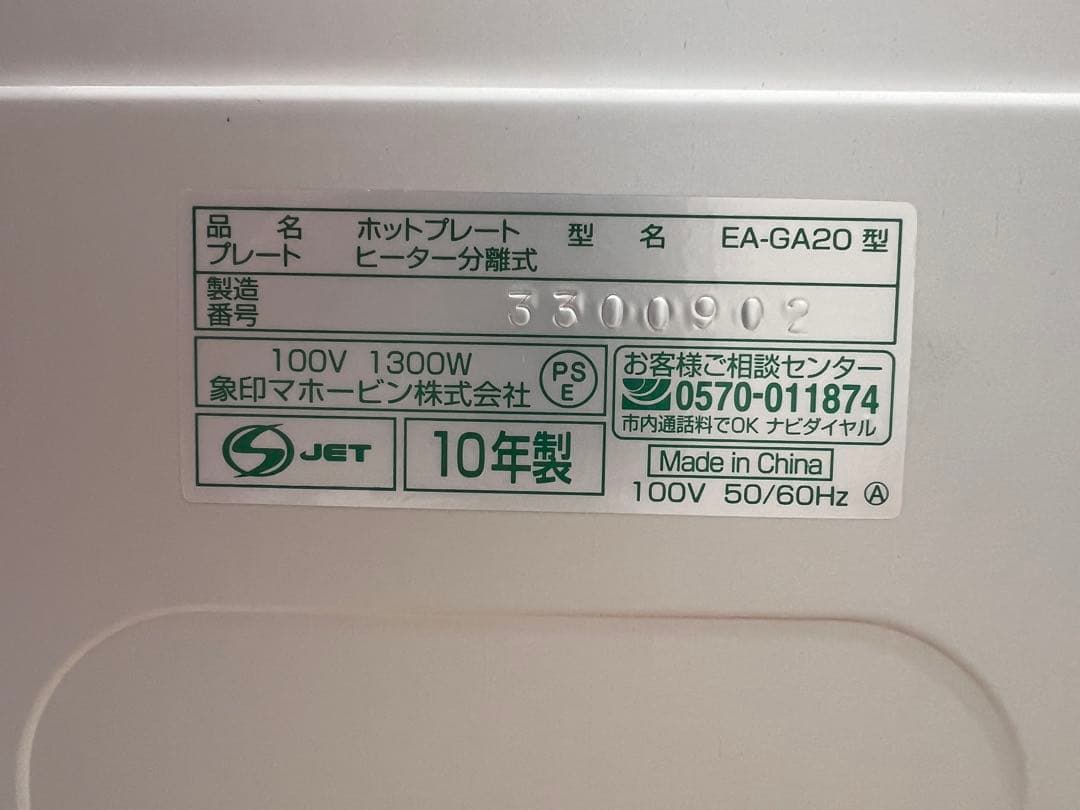 品名 ホットプレート 型名 EA-GA20 型
プレート ヒーター分離式
製造
番号 3300902
100V 1300W
象印マホービン株式会社
PS
E
お客様ご相談センター
0570-011874
市内通話料でOK ナビダイヤル
JET
10年製
Made in China
100V 50/60Hz Ⓐ